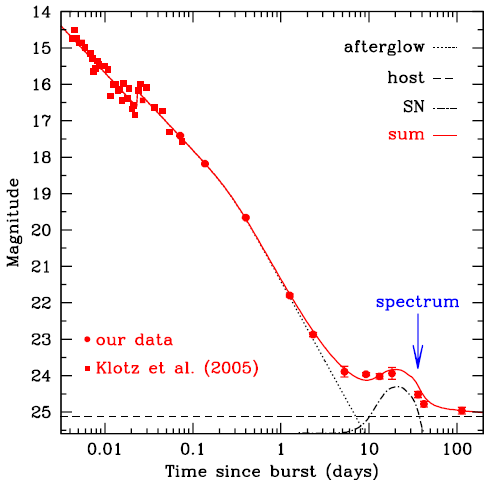 14
15
16
17
18
19
20
21
22
23
24
25
Magnitude
afterglow
host
SN
sum
spectrum
our data
Klotz et al. (2005)
0.01
0.1
1
10
100
Time since burst (days)